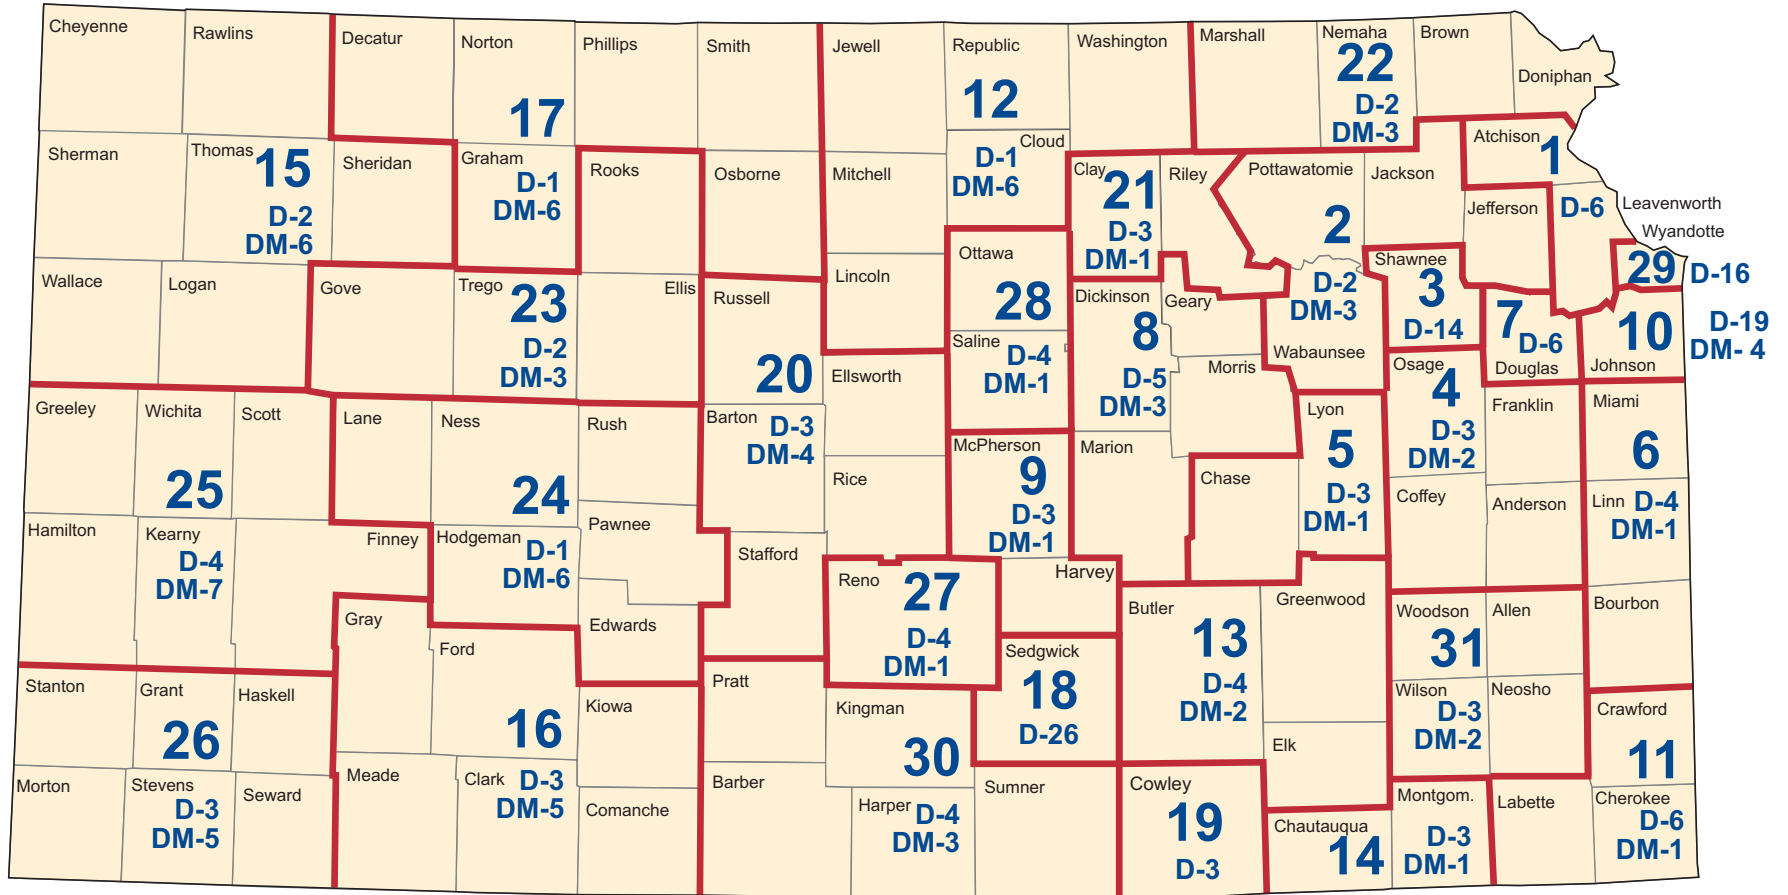 Cheyenne
Rawlins
Decatur
Norton
Phillips
Smith
Jewell
Republic
Washington
Marshall
Nemaha
Brown
Doniphan
17
12
22
D-2
DM-3
Sherman
Thomas
15
D-2
DM-6
Sheridan
Graham
D-1
DM-6
Rooks
Osborne
Mitchell
Cloud
D-1
DM-6
Clay
21
D-3
DM-1
Riley
Pottawatomie
2
D-2
DM-3
Jackson
Atchison
1
D-6
Jefferson
Leavenworth
Wyandotte
29
D-16
Wallace
Logan
Gove
Trego
23
D-2
DM-3
Ellis
Russell
20
Lincoln
Ottawa
28
Saline
D-4
DM-1
Dickinson
8
D-5
DM-3
Geary
Morris
Wabaunsee
Shawnee
3
D-14
7
D-6
Douglas
10
Johnson
D-19
DM- 4
Greeley
Wichita
Scott
25
Lane
Ness
24
Rush
Barton
D-3
DM-4
Ellsworth
Rice
McPherson
9
D-3
DM-1
Marion
Chase
Lyon
5
D-3
DM-1
Osage
4
D-3
DM-2
Franklin
Miami
6
Coffey
Anderson
Linn
D-4
DM-1
Hamilton
Kearny
D-4
DM-7
Finney
Hodgeman
D-1
DM-6
Pawnee
Stafford
Edwards
Reno
27
D-4
DM-1
Harvey
Butler
13
D-4
DM-2
Greenwood
Woodson
31
Allen
Bourbon
Gray
Ford
16
Kiowa
Pratt
Kingman
30
Sedgwick
18
D-26
Elk
Wilson
D-3
DM-2
Neosho
Crawford
11
Stanton
Grant
26
Haskell
Morton
Stevens
D-3
DM-5
Seward
Meade
Clark
D-3
DM-5
Comanche
Barber
Harper
D-4
DM-3
Sumner
Cowley
19
D-3
Chautauqua
14
Montgom.
D-3
DM-1
Labette
Cherokee
D-6
DM-1